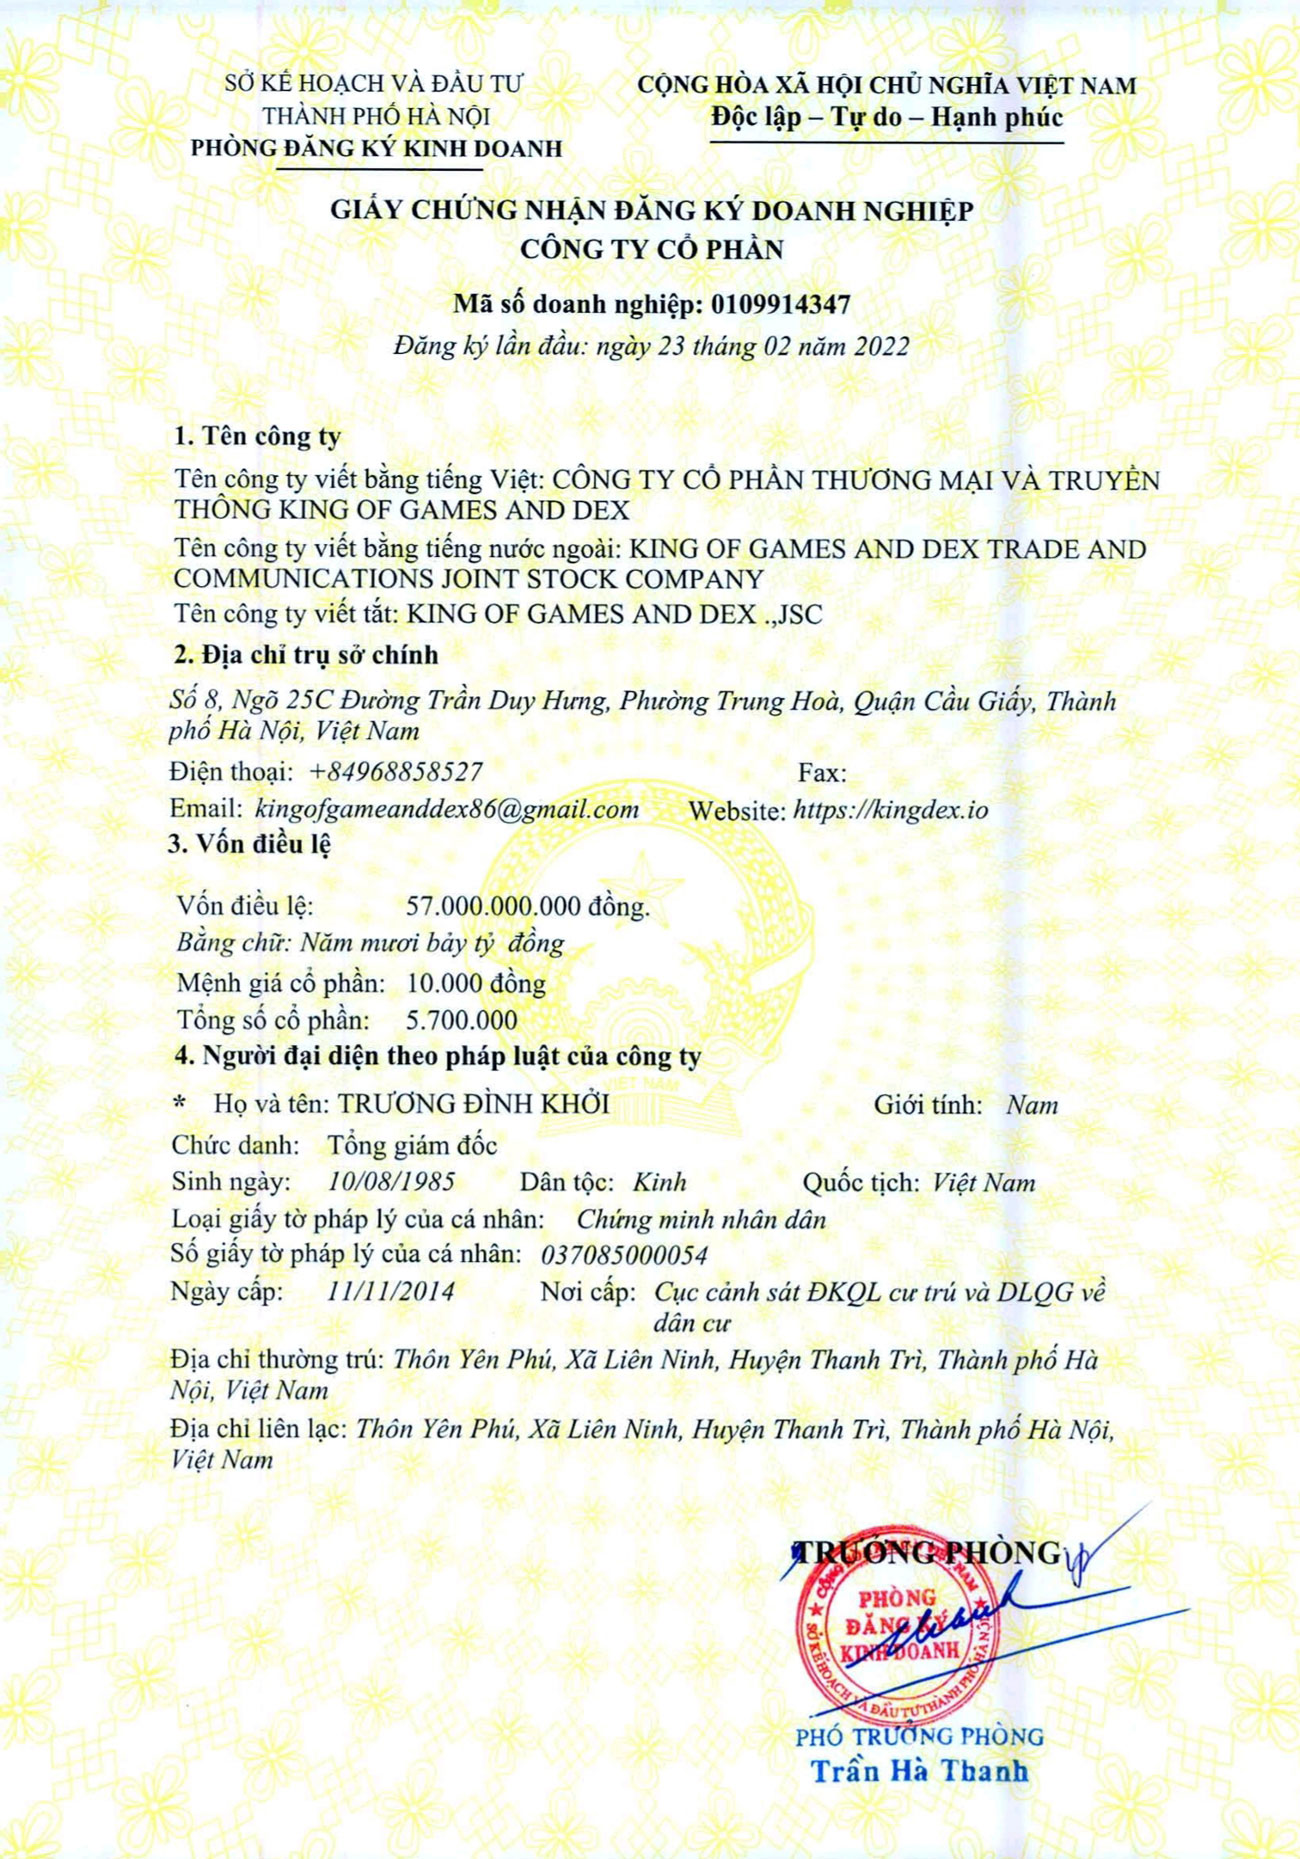 SỞ KẾ HOẠCH VÀ ĐẦU TƯ
THÀNH PHỐ HÀ NỘI
PHÒNG ĐĂNG KÝ KINH DOANH
CỘNG HÒA XÃ HỘI CHỦ NGHĨA VIỆT NAM
Độc lập – Tự do – Hạnh phúc
GIẤY CHỨNG NHẬN ĐĂNG KÝ DOANH NGHIỆP
CÔNG TY CỔ PHẦN
Mã số doanh nghiệp: 0109914347
Đăng ký lần đầu: ngày 23 tháng 02 năm 2022
1. Tên công ty
Tên công ty viết bằng tiếng Việt: CÔNG TY CỔ PHẦN THƯƠNG MẠI VÀ TRUYỀN
THÔNG KING OF GAMES AND DEX
Tên công ty viết bằng tiếng nước ngoài: KING OF GAMES AND DEX TRADE AND
COMMUNICATIONS JOINT STOCK COMPANY
Tên công ty viết tắt: KING OF GAMES AND DEX .,JSC
2. Địa chỉ trụ sở chính
Số 8, Ngõ 25C Đường Trần Duy Hưng, Phường Trung Hoà, Quận Cầu Giấy, Thành
phố Hà Nội, Việt Nam
Điện thoại: +84968858527 Fax:
Email: kingofgameanddex86@gmail.com Website: https://kingdex.io
3. Vốn điều lệ
Vốn điều lệ: 57.000.000.000 đồng.
Bằng chữ: Năm mươi bảy tỷ đồng
Mệnh giá cổ phần: 10.000 đồng
Tổng số cổ phần: 5.700.000
4. Người đại diện theo pháp luật của công ty
VIỆT NAM
* Họ và tên: TRƯƠNG ĐÌNH KHỞI Giới tính: Nam
Chức danh: Tổng giám đốc
Sinh ngày: 10/08/1985 Dân tộc: Kinh Quốc tịch: Việt Nam
Loại giấy tờ pháp lý của cá nhân: Chứng minh nhân dân
Số giấy tờ pháp lý của cá nhân: 037085000054
Ngày cấp: 11/11/2014 Nơi cấp: Cục cảnh sát ĐKQL cư trú và DLQG về
dân cư
Địa chỉ thường trú: Thôn Yên Phú, Xã Liên Ninh, Huyện Thanh Trì, Thành phố Hà
Nội, Việt Nam
Địa chỉ liên lạc: Thôn Yên Phú, Xã Liên Ninh, Huyện Thanh Trì, Thành phố Hà Nội,
Việt Nam
TRƯỞNG PHÒNG
PHÒNG
ĐĂNG KÝ
KINH DOANH
SỞ KẾ HOẠCH VÀ ĐẦU TƯ THÀNH PHỐ HÀ NỘI
PHÓ TRƯỞNG PHÒNG
Trần Hà Thanh